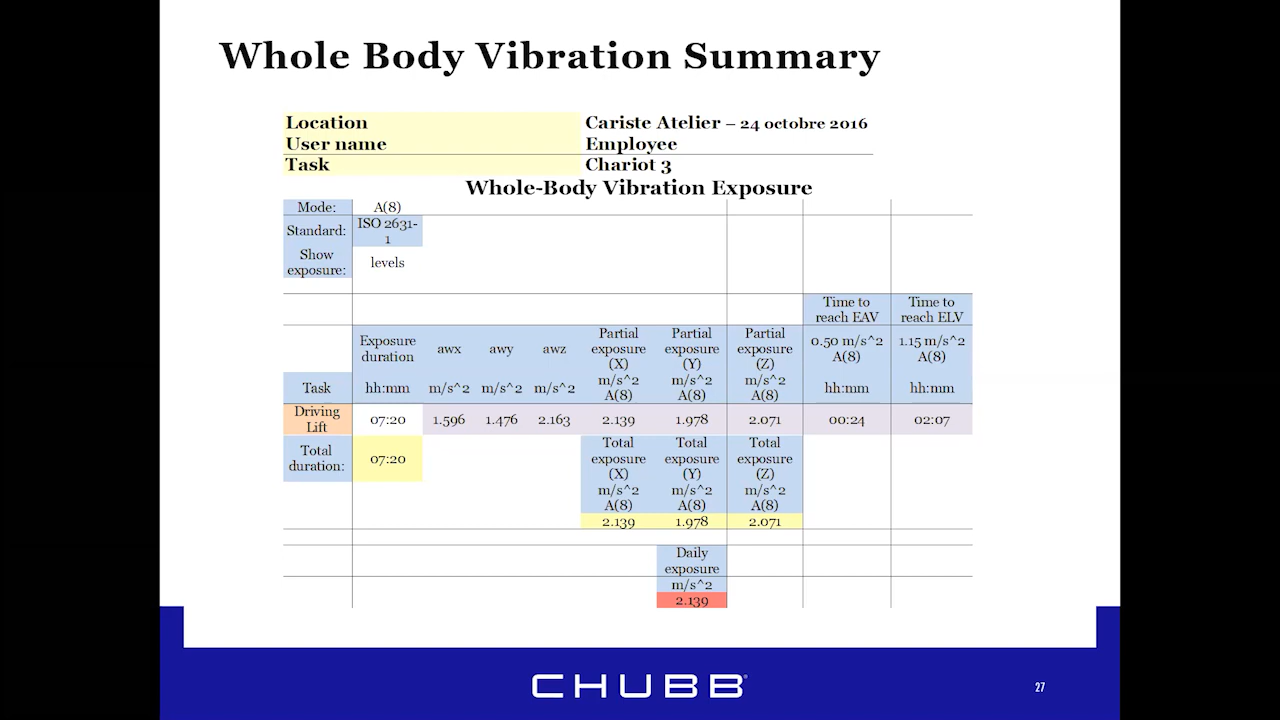 Whole Body Vibration Summary
Location Cariste Atelier – 24 octobre 2016
User name Employee
Task Chariot 3
Whole-Body Vibration Exposure
Mode: A(8)
Standard: ISO 2631-
1
Show
exposure: levels
Time to
reach EAV
Time to
reach ELV
Exposure
duration
awx
awy
awz
Partial
exposure
(X)
Partial
exposure
(Y)
Partial
exposure
(Z)
0.50 m/s^2
A(8)
1.15 m/s^2
A(8)
Task
hh:mm
m/s^2
m/s^2
m/s^2
m/s^2
A(8)
m/s^2
A(8)
m/s^2
A(8)
hh:mm
hh:mm
Driving
Lift
07:20 1.596 1.476 2.163 2.139 1.978 2.071 00:24 02:07
Total
duration:
07:20
Total
exposure
(X)
m/s^2
A(8)
Total
exposure
(Y)
m/s^2
A(8)
Total
exposure
(Z)
m/s^2
A(8)
2.139 1.978 2.071
Daily
exposure
m/s^2
2.139
CHUBB®
27